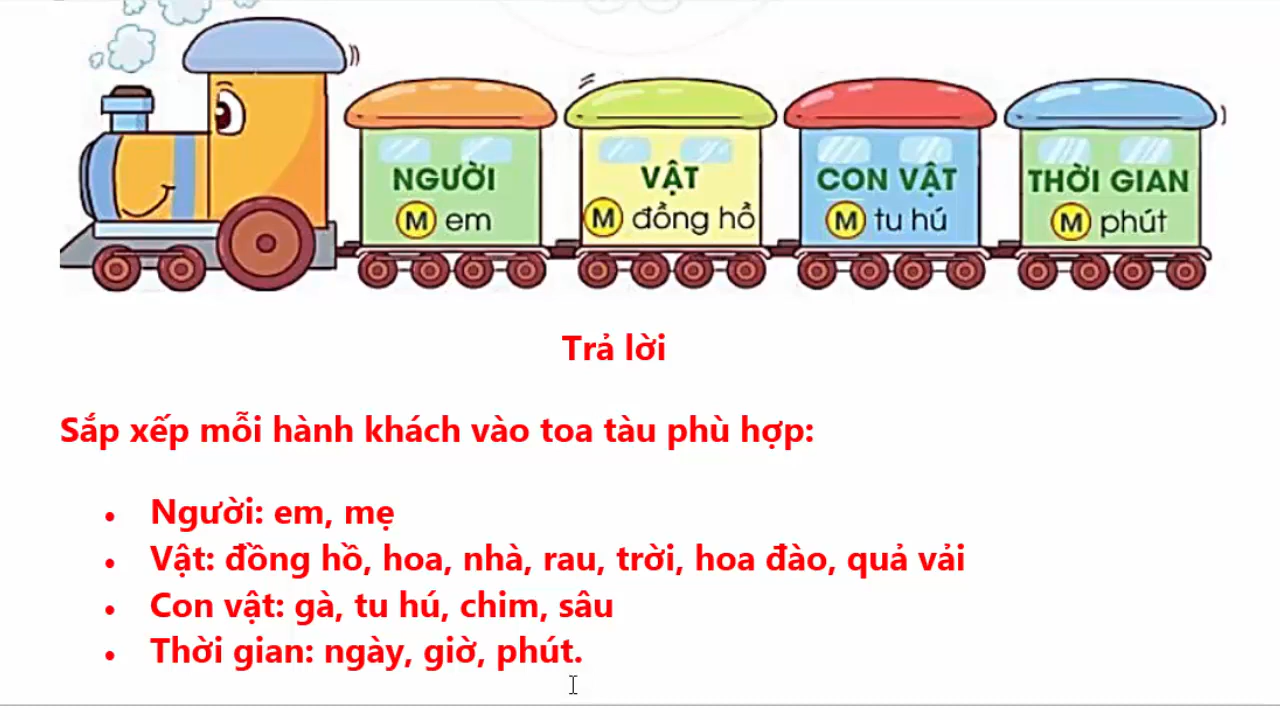 NGƯỜI VẬT CON VẬT THỜI GIAN
M em M đồng hồ M tu hú M phút
Trả lời
Sắp xếp mỗi hành khách vào toa tàu phù hợp:
• Người: em, mẹ
• Vật: đồng hồ, hoa, nhà, rau, trời, hoa đào, quả vải
• Con vật: gà, tu hú, chim, sâu
• Thời gian: ngày, giờ, phút.